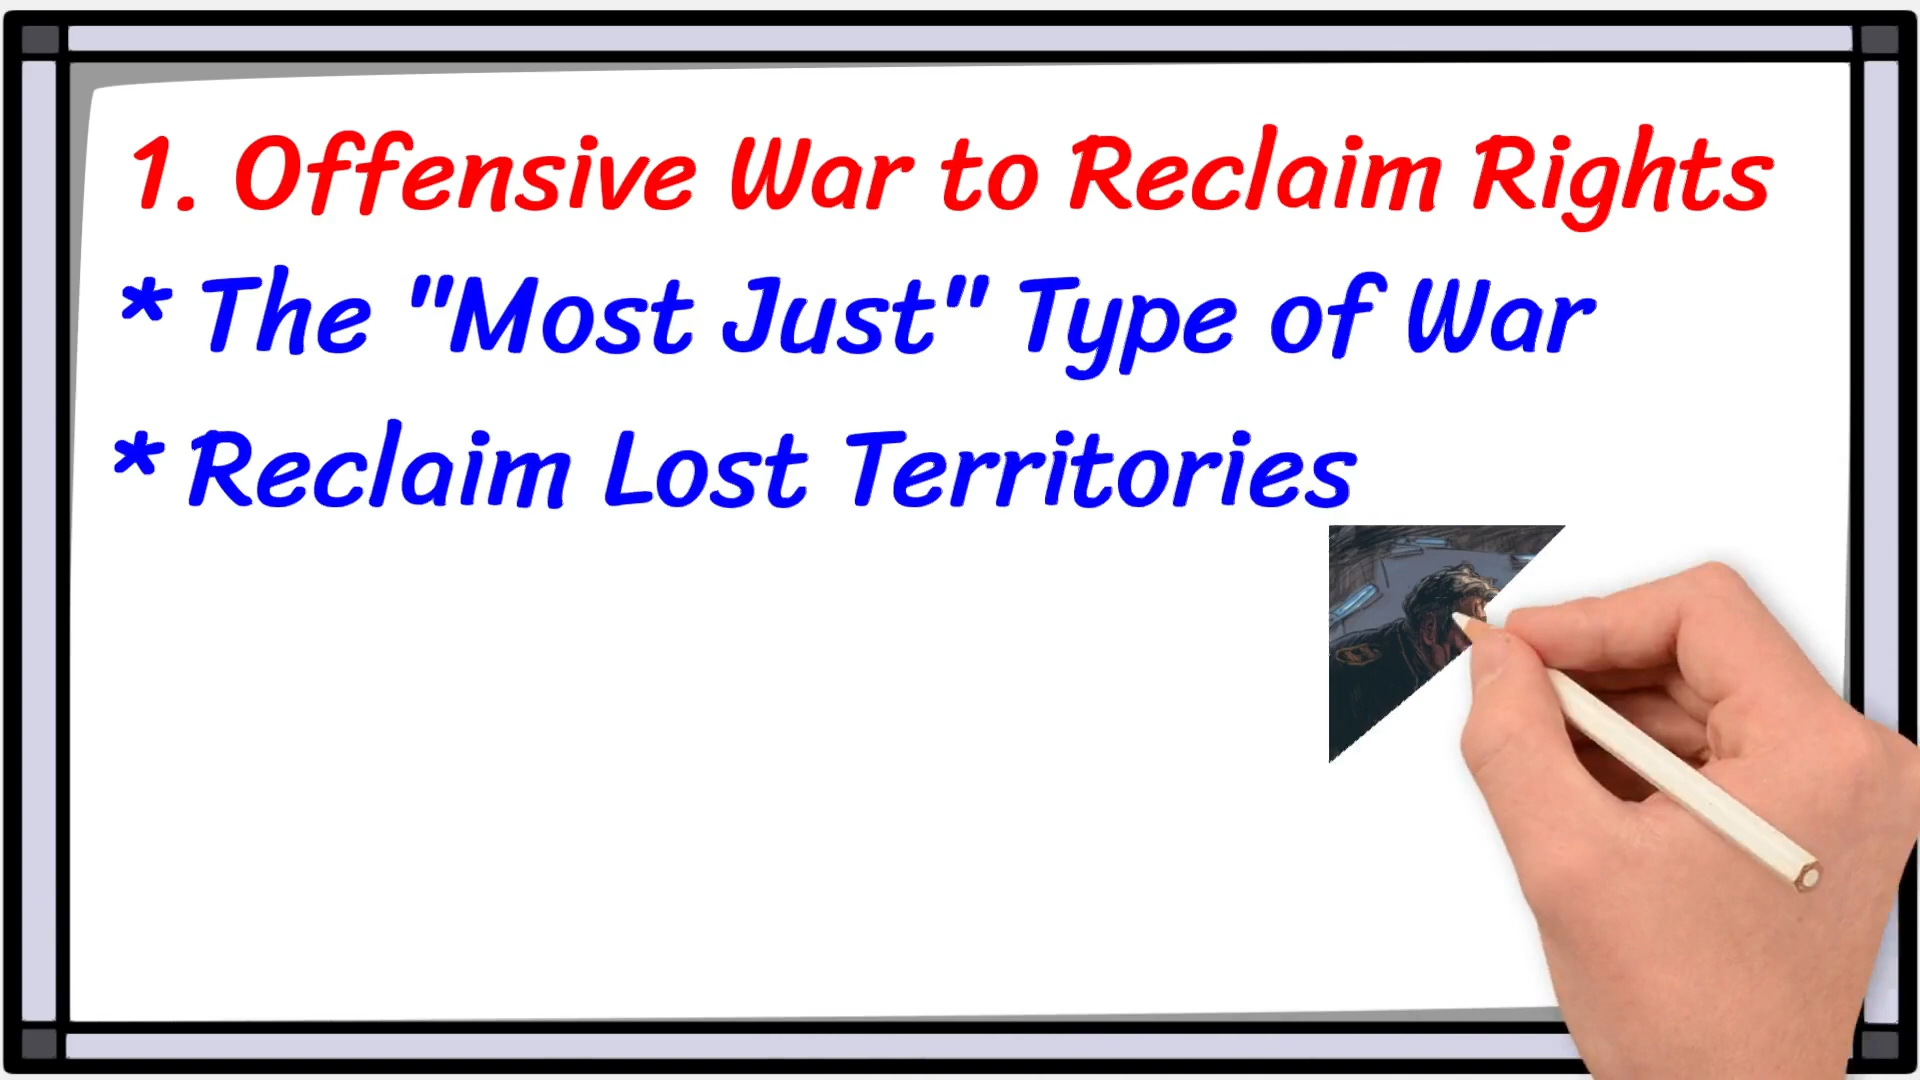 1. Offensive War to Reclaim Rights
* The "Most Just" Type of War
* Reclaim Lost Territories